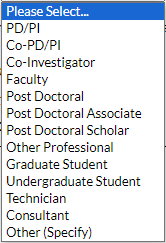 Please Select...
PD/PI
Co-PD/PI
Co-Investigator
Faculty
Post Doctoral
Post Doctoral Associate
Post Doctoral Scholar
Other Professional
Graduate Student
Undergraduate Student
Technician
Consultant
Other (Specify)